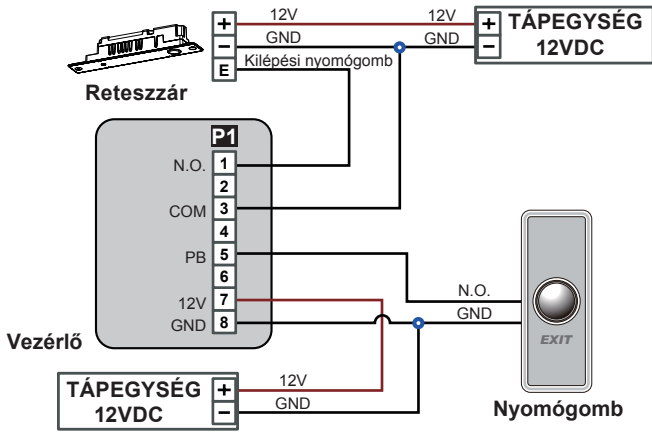 + 12V 12V + TÁPEGYSÉG
− GND GND − 12VDC
E Kilépési nyomógomb
Reteszzár
P1
N.O. 1
2
COM 3
4
PB 5
6
12V 7
GND 8
Vezérlő
N.O.
GND
EXIT
Nyomógomb
TÁPEGYSÉG + 12V
12VDC − GND